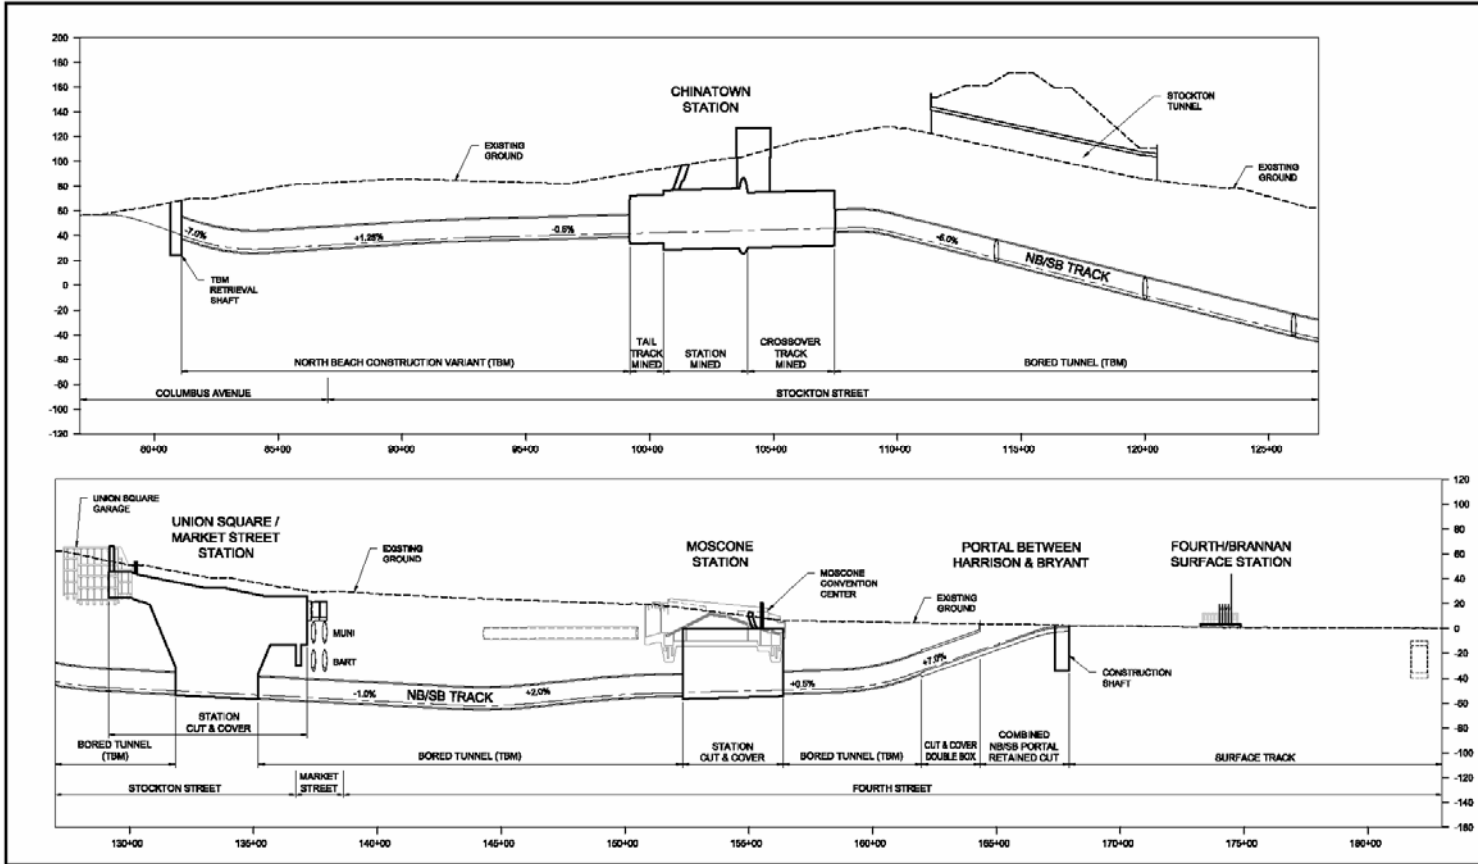 200
180
160
140
120
100
80
60
40
20
0
-20
-40
-60
-80
-100
-120
CHINATOWN
STATION
STOCKTON
TUNNEL
EXISTING
GROUND
EXISTING
GROUND
-7.0%
+1.25%
-0.5%
-6.0%
NB/SB TRACK
TBM
RETRIEVAL
SHAFT
NORTH BEACH CONSTRUCTION VARIANT (TBM)
TAIL
TRACK
MINED
STATION
MINED
CROSSOVER
TRACK
MINED
BORED TUNNEL (TBM)
COLUMBUS AVENUE
STOCKTON STREET
80+00
85+00
90+00
95+00
100+00
105+00
110+00
115+00
120+00
125+00
UNION SQUARE
GARAGE
UNION SQUARE /
MARKET STREET
STATION
EXISTING
GROUND
MOSCONE
STATION
MOSCONE
CONVENTION
CENTER
PORTAL BETWEEN
HARRISON & BRYANT
EXISTING
GROUND
FOURTH/BRANNAN
SURFACE STATION
MUNI
BART
-1.0%
NB/SB TRACK
+2.0%
+0.5%
+7.0%
CONSTRUCTION
SHAFT
STATION
CUT & COVER
BORED TUNNEL
(TBM)
BORED TUNNEL (TBM)
STATION
CUT & COVER
BORED TUNNEL (TBM)
CUT & COVER
DOUBLE BOX
COMBINED
NB/SB PORTAL
RETAINED CUT
SURFACE TRACK
STOCKTON STREET
MARKET
STREET
FOURTH STREET
120
100
80
60
40
20
0
-20
-40
-60
-80
-100
-120
-140
-160
130+00
135+00
140+00
145+00
150+00
155+00
160+00
165+00
170+00
175+00
180+00